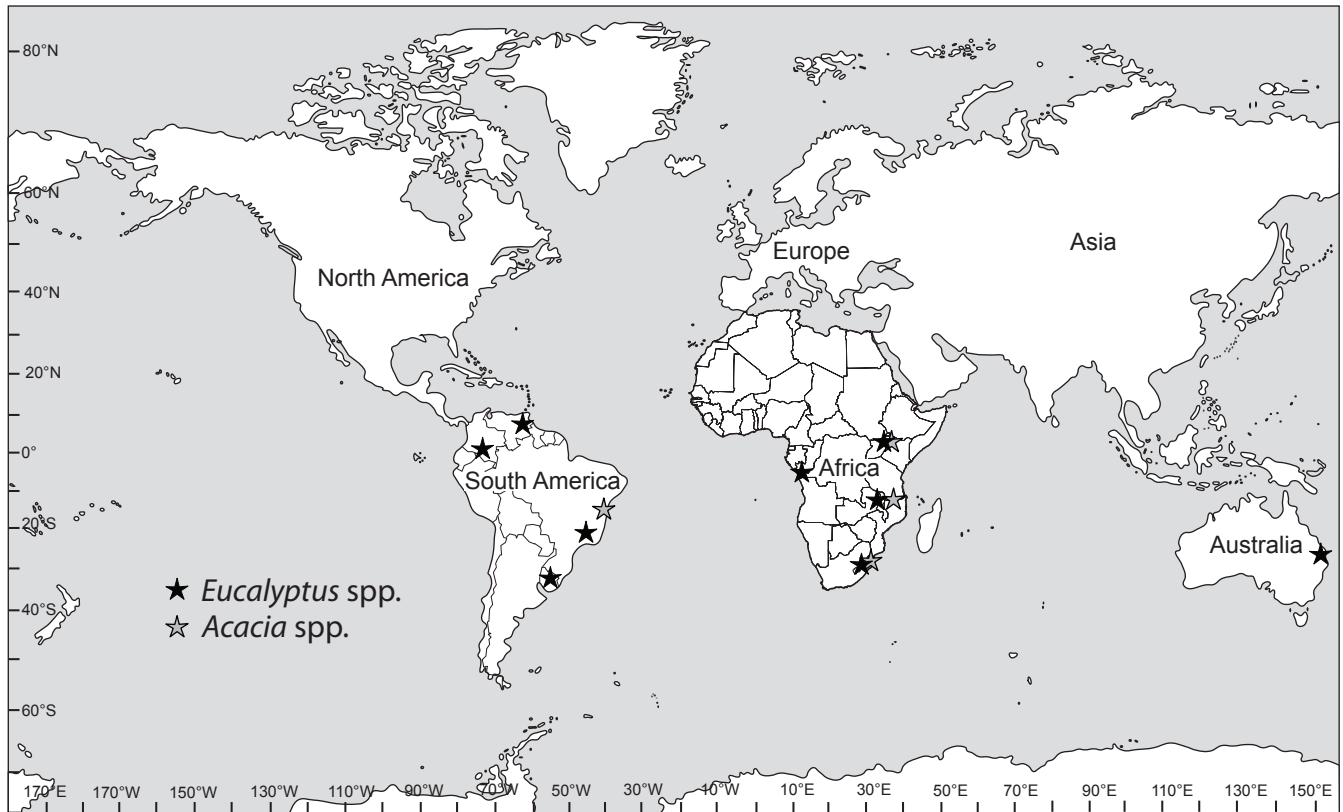 80°N
60°N
Asia
Europe
North America
40°N
20°N
0°
Africa
South America
20°S
Australia
Eucalyptus spp.
40°S
Acacia spp.
60°S
170°E 170°W 150°W 130°W 110°W 90°W 70°W 50°W 30°W 10°W 10°E 30°E 50°E 70°E 90°E 110°E 130°E 150°E